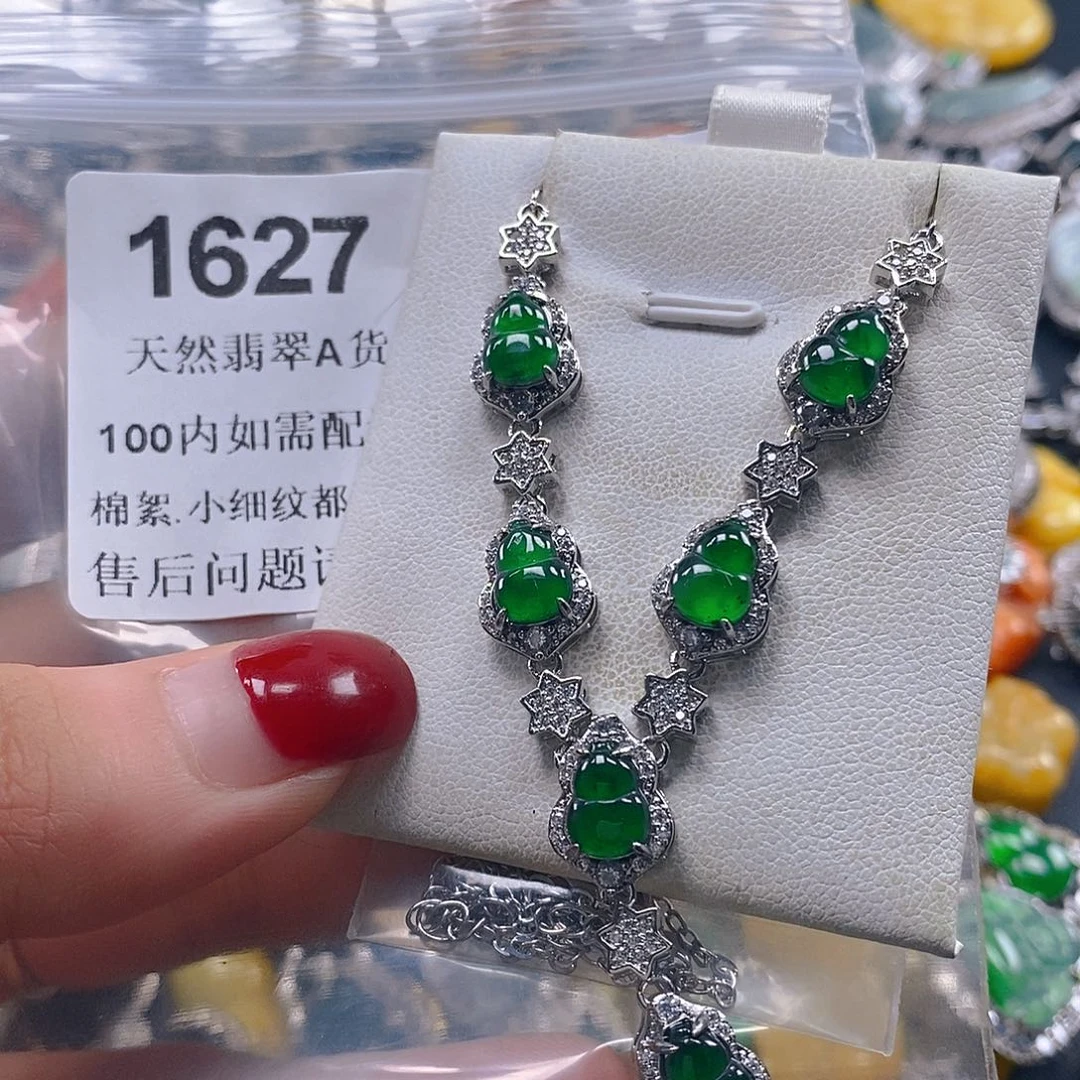 1627
天然翡翠A货
100内如需配
棉絮.小细纹都
售后问题请